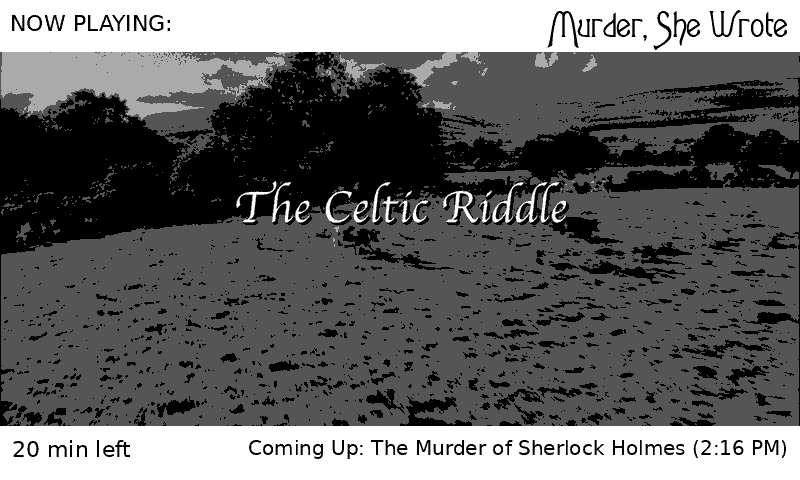 NOW PLAYING:
Murder, She Wrote
The Celtic Riddle
20 min left
Coming Up: The Murder of Sherlock Holmes (2:16 PM)